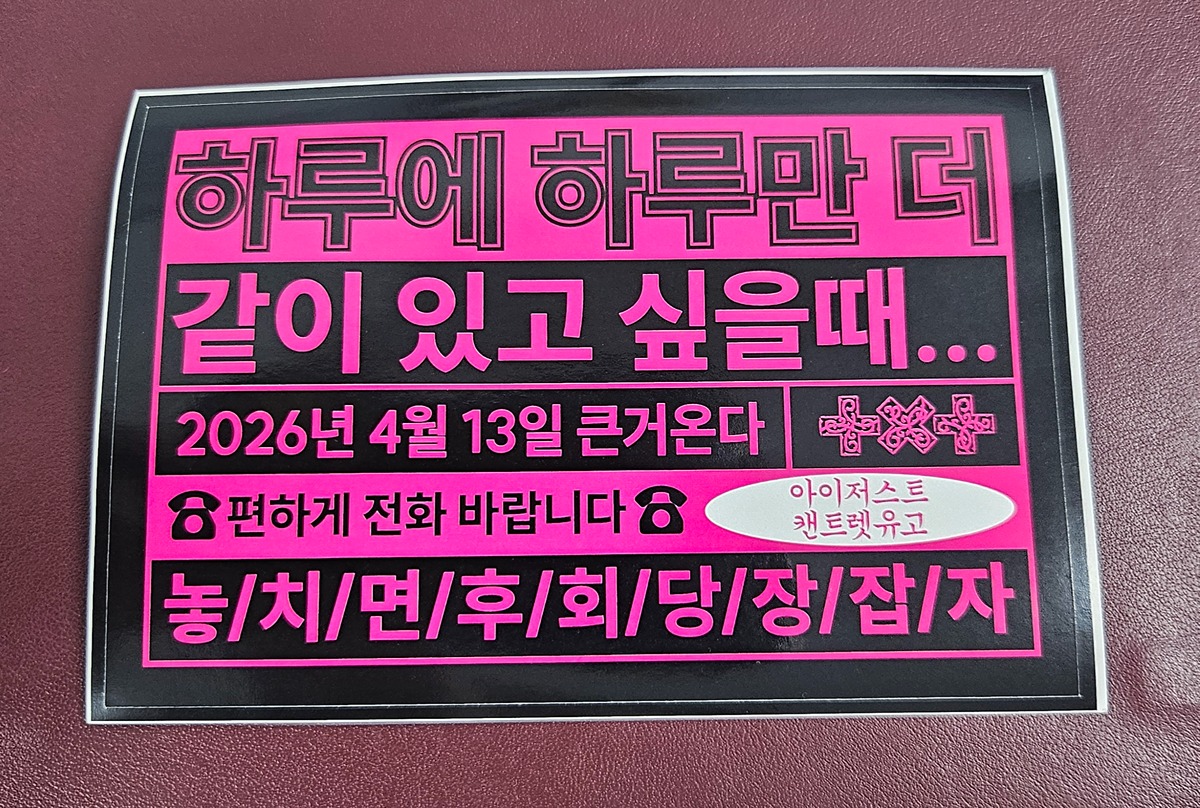 하루에 하루만 더
같이 있고 싶을때...
2026년 4월 13일 큰거온다
☎편하게 전화 바랍니다☎
아이저스트
캔트렛유고
놓/치/면/후/회/당/장/잡/자